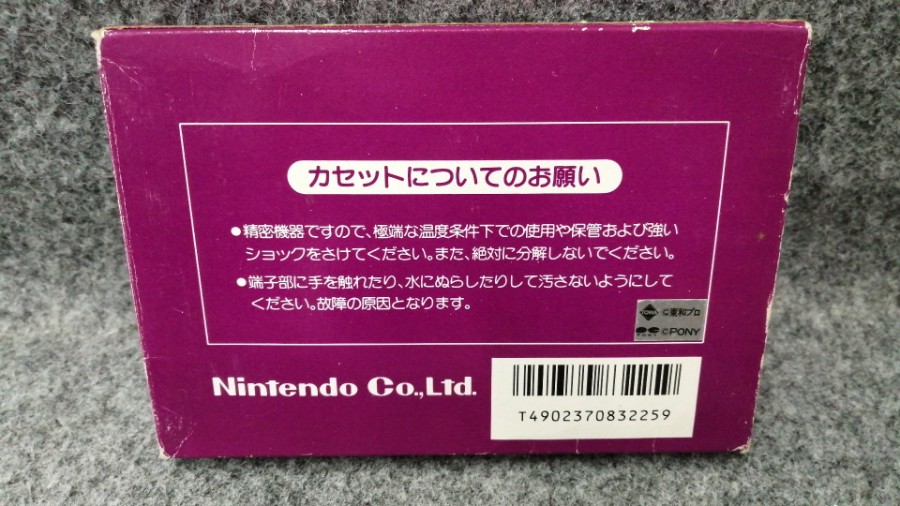 カセットについてのお願い
●精密機器ですので、極端な温度条件下での使用や保管および強い
ショックをさけてください。また、絶対に分解しないでください。
●端子部に手を触れたり、水にぬらしたりして汚さないようにして
ください。故障の原因となります。
TOWA ©東和プロ
PONY ©PONY
Nintendo Co.,Ltd.
T4902370832259